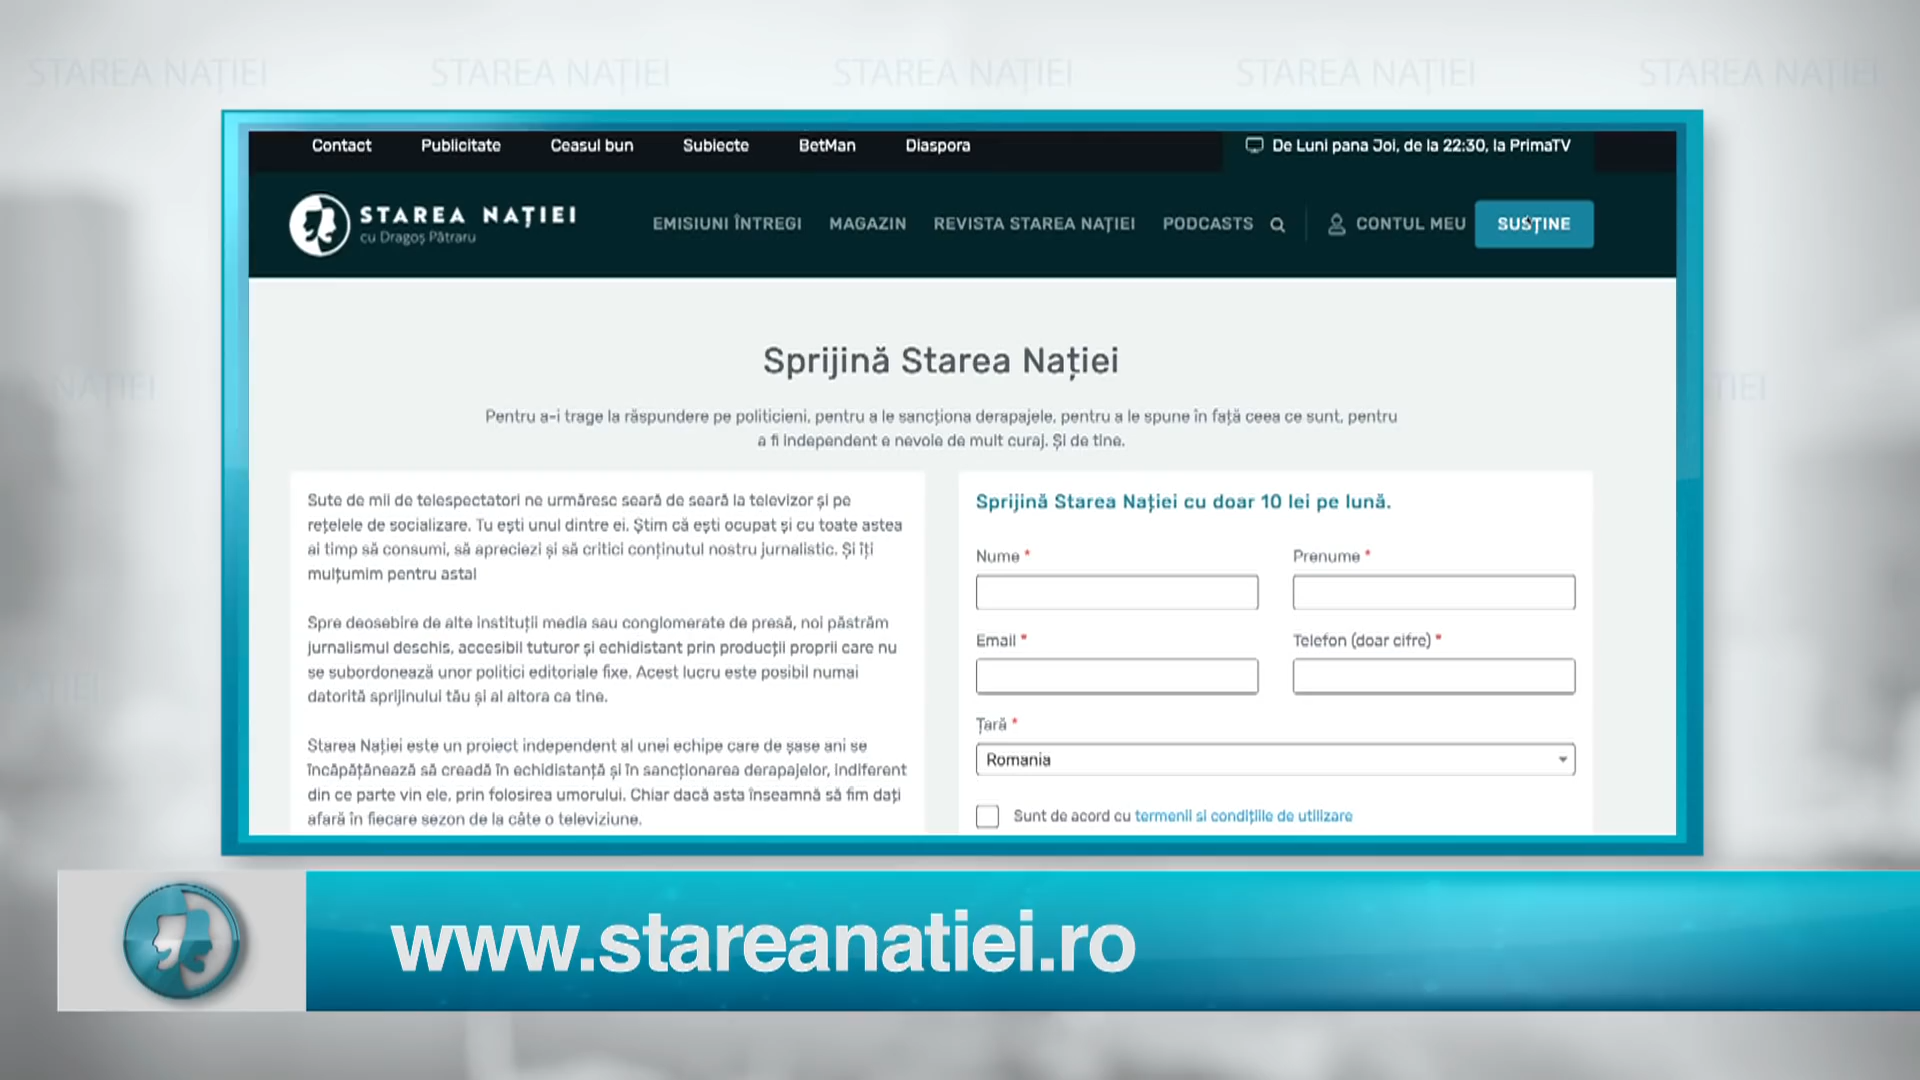 STAREA NAȚIEI STAREA NAȚIEI STAREA NAȚIEI STAREA NAȚIEI STAREA NAȚIEI
Contact Publicitate Ceasul bun Subiecte BetMan Diaspora De Luni pana Joi, de la 22:30, la PrimaTV
STAREA NAȚIEI
cu Dragoș Pătraru
EMISIUNI ÎNTREGI MAGAZIN REVISTA STAREA NAȚIEI PODCASTS CONTUL MEU SUSȚINE
Sprijină Starea Nației
Pentru a-i trage la răspundere pe politicieni, pentru a le sancționa derapajele, pentru a le spune în față ceea ce sunt, pentru
a fi independent e nevoie de mult curaj. Și de tine.
Sute de mii de telespectatori ne urmăresc seară de seară la televizor și pe
rețelele de socializare. Tu ești unul dintre ei. Știm că ești ocupat și cu toate astea
ai timp să consumi, să apreciezi și să critici conținutul nostru jurnalistic. Și îți
mulțumim pentru asta!
Spre deosebire de alte instituții media sau conglomerate de presă, noi păstrăm
jurnalismul deschis, accesibil tuturor și echidistant prin producții proprii care nu
se subordonează unor politici editoriale fixe. Acest lucru este posibil numai
datorită sprijinului tău și al altora ca tine.
Starea Nației este un proiect independent al unei echipe care de șase ani se
încăpățânează să creadă în echidistanță și în sancționarea derapajelor, indiferent
din ce parte vin ele, prin folosirea umorului. Chiar dacă asta înseamnă să fim dați
afară în fiecare sezon de la câte o televiziune.
Sprijină Starea Nației cu doar 10 lei pe lună.
Nume * Prenume *
Email * Telefon (doar cifre) *
Țară *
Romania
Sunt de acord cu termenii si condițiile de utilizare
www.stareanatiei.ro